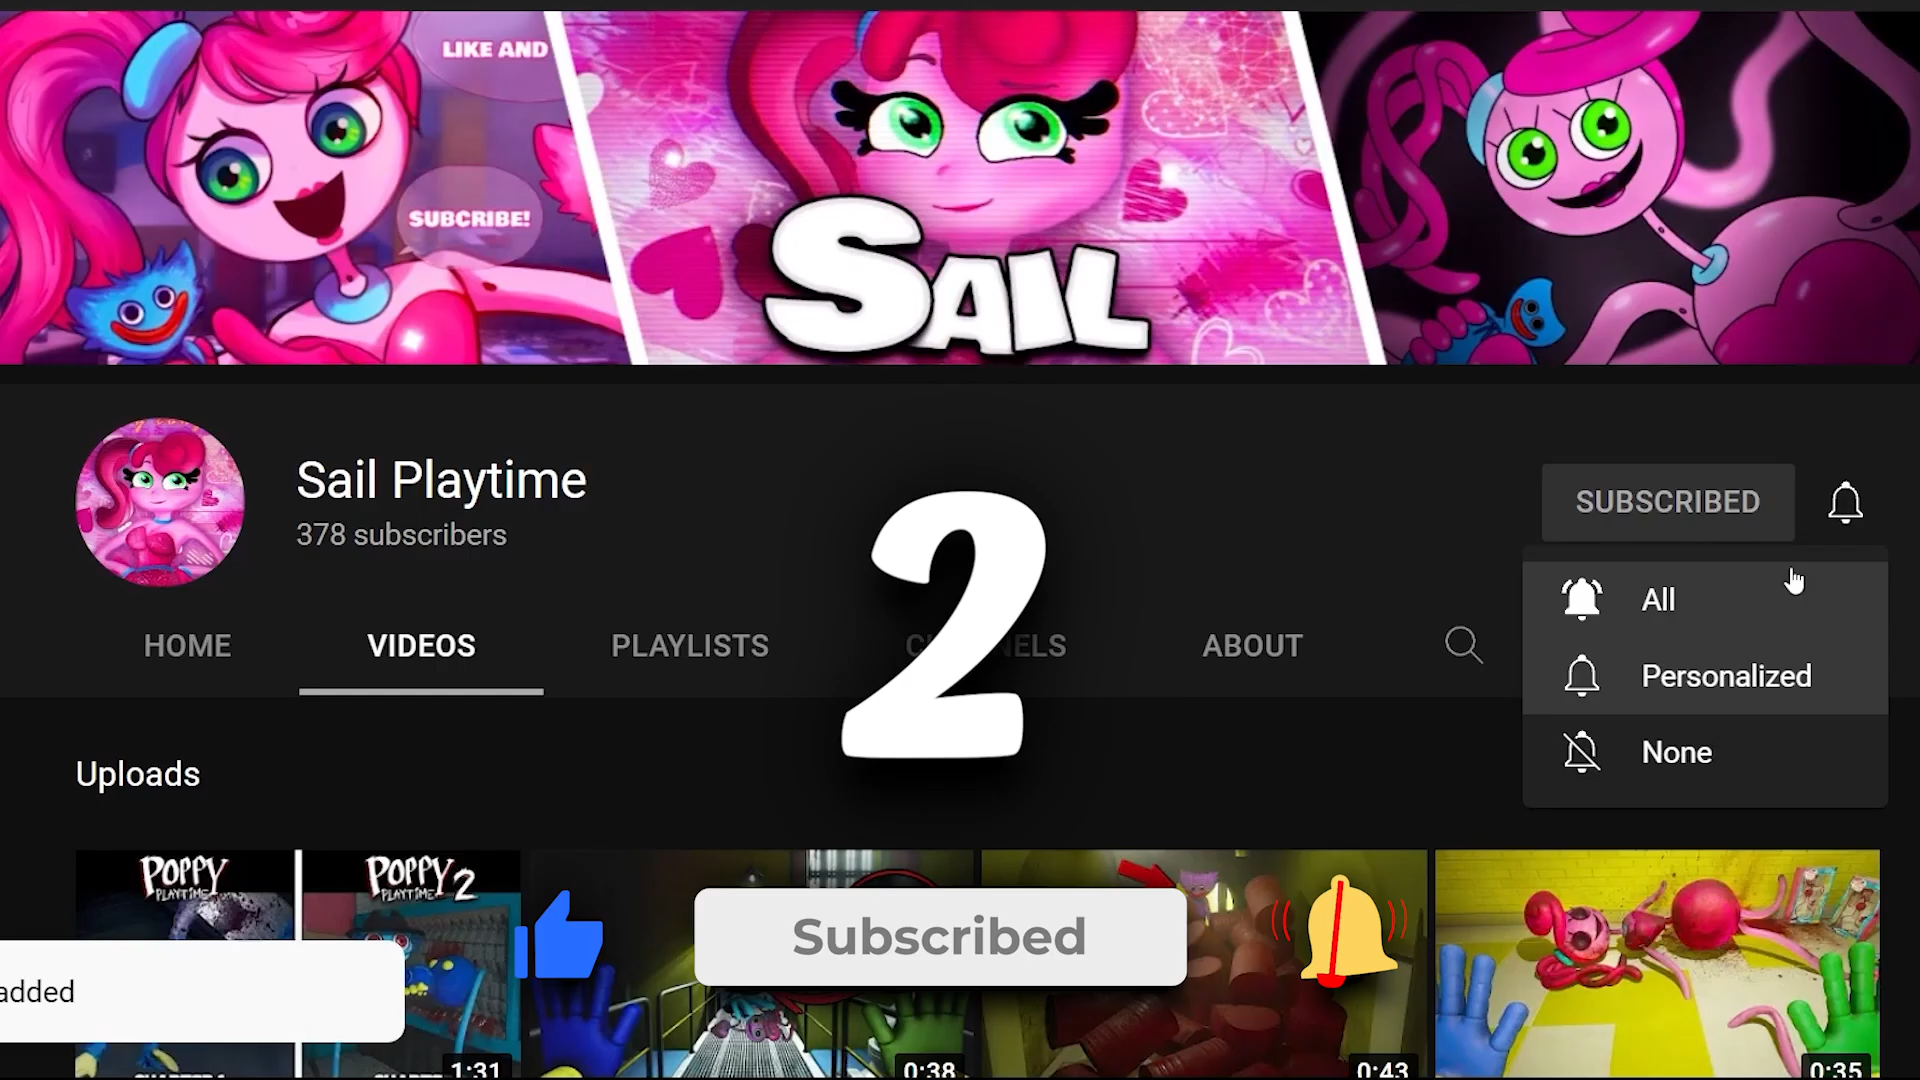 LIKE AND
SUBCRIBE!
SAIL
Sail Playtime
378 subscribers
SUBSCRIBED
2
All
Personalized
None
HOME
VIDEOS
PLAYLISTS
ABOUT
Uploads
POPPY
PLAYTIME
POPPY 2
PLAYTIME
Subscribed
added
1:31
0:38
0:43
0:35